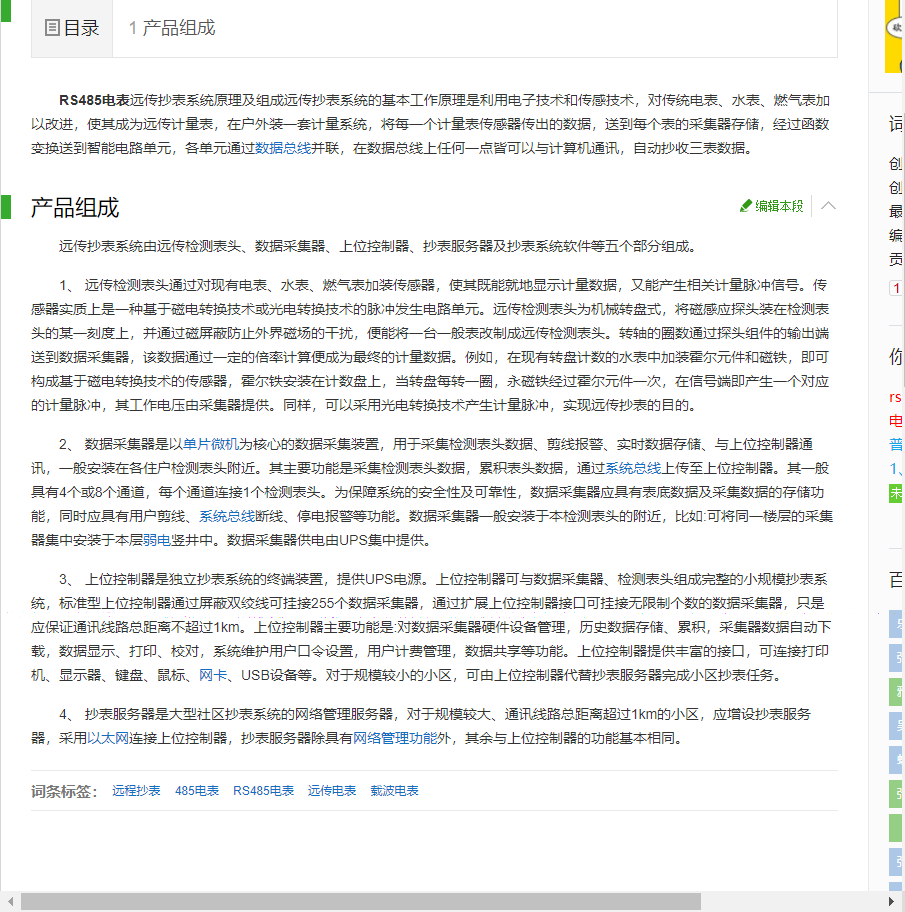 目录
1 产品组成
RS485电表远传抄表系统原理及组成远传抄表系统的基本工作原理是利用电子技术和传感技术，对传统电表、水表、燃气表加
以改进，使其成为远传计量表，在户外装一套计量系统，将每一个计量表传感器传出的数据，送到每个表的采集器存储，经过函数
变换送到智能电路单元，各单元通过数据总线并联，在数据总线上任何一点皆可以与计算机通讯，自动抄收三表数据。
产品组成
编辑本段
远传抄表系统由远传检测表头、数据采集器、上位控制器、抄表服务器及抄表系统软件等五个部分组成。
1、 远传检测表头通过对现有电表、水表、燃气表加装传感器，使其既能就地显示计量数据，又能产生相关计量脉冲信号。传
感器实质上是一种基于磁电转换技术或光电转换技术的脉冲发生电路单元。远传检测表头为机械转盘式，将磁感应探头装在检测表
头的某一刻度上，并通过磁屏蔽防止外界磁场的干扰，便能将一台一般表改制成远传检测表头。转轴的圈数通过探头组件的输出端
送到数据采集器，该数据通过一定的倍率计算便成为最终的计量数据。例如，在现有转盘计数的水表中加装霍尔元件和磁铁，即可
构成基于磁电转换技术的传感器，霍尔铁安装在计数盘上，当转盘每转一圈，永磁铁经过霍尔元件一次，在信号端即产生一个对应
的计量脉冲，其工作电压由采集器提供。同样，可以采用光电转换技术产生计量脉冲，实现远传抄表的目的。
2、 数据采集器是以单片微机为核心的数据采集装置，用于采集检测表头数据、剪线报警、实时数据存储、与上位控制器通
讯，一般安装在各住户检测表头附近。其主要功能是采集检测表头数据，累积表头数据，通过系统总线上传至上位控制器。其一般
具有4个或8个通道，每个通道连接1个检测表头。为保障系统的安全性及可靠性，数据采集器应具有表底数据及采集数据的存储功
能，同时应具有用户剪线、系统总线断线、停电报警等功能。数据采集器一般安装于本检测表头的附近，比如:可将同一楼层的采集
器集中安装于本层弱电竖井中。数据采集器供电由UPS集中提供。
3、 上位控制器是独立抄表系统的终端装置，提供UPS电源。上位控制器可与数据采集器、检测表头组成完整的小规模抄表系
统，标准型上位控制器通过屏蔽双绞线可挂接255个数据采集器，通过扩展上位控制器接口可挂接无限制个数的数据采集器，只是
应保证通讯线路总距离不超过1km。上位控制器主要功能是:对数据采集器硬件设备管理，历史数据存储、累积，采集器数据自动下
载，数据显示、打印、校对，系统维护用户口令设置，用户计费管理，数据共享等功能。上位控制器提供丰富的接口，可连接打印
机、显示器、键盘、鼠标、网卡、USB设备等。对于规模较小的小区，可由上位控制器代替抄表服务器完成小区抄表任务。
4、 抄表服务器是大型社区抄表系统的网络管理服务器，对于规模较大、通讯线路总距离超过1km的小区，应增设抄表服务
器，采用以太网连接上位控制器，抄表服务器除具有网络管理功能外，其余与上位控制器的功能基本相同。
词条标签： 远程抄表 485电表 RS485电表 远传电表 载波电表
词
创
创
最
编
贡
1
你
rs
电
普
1、
未
百